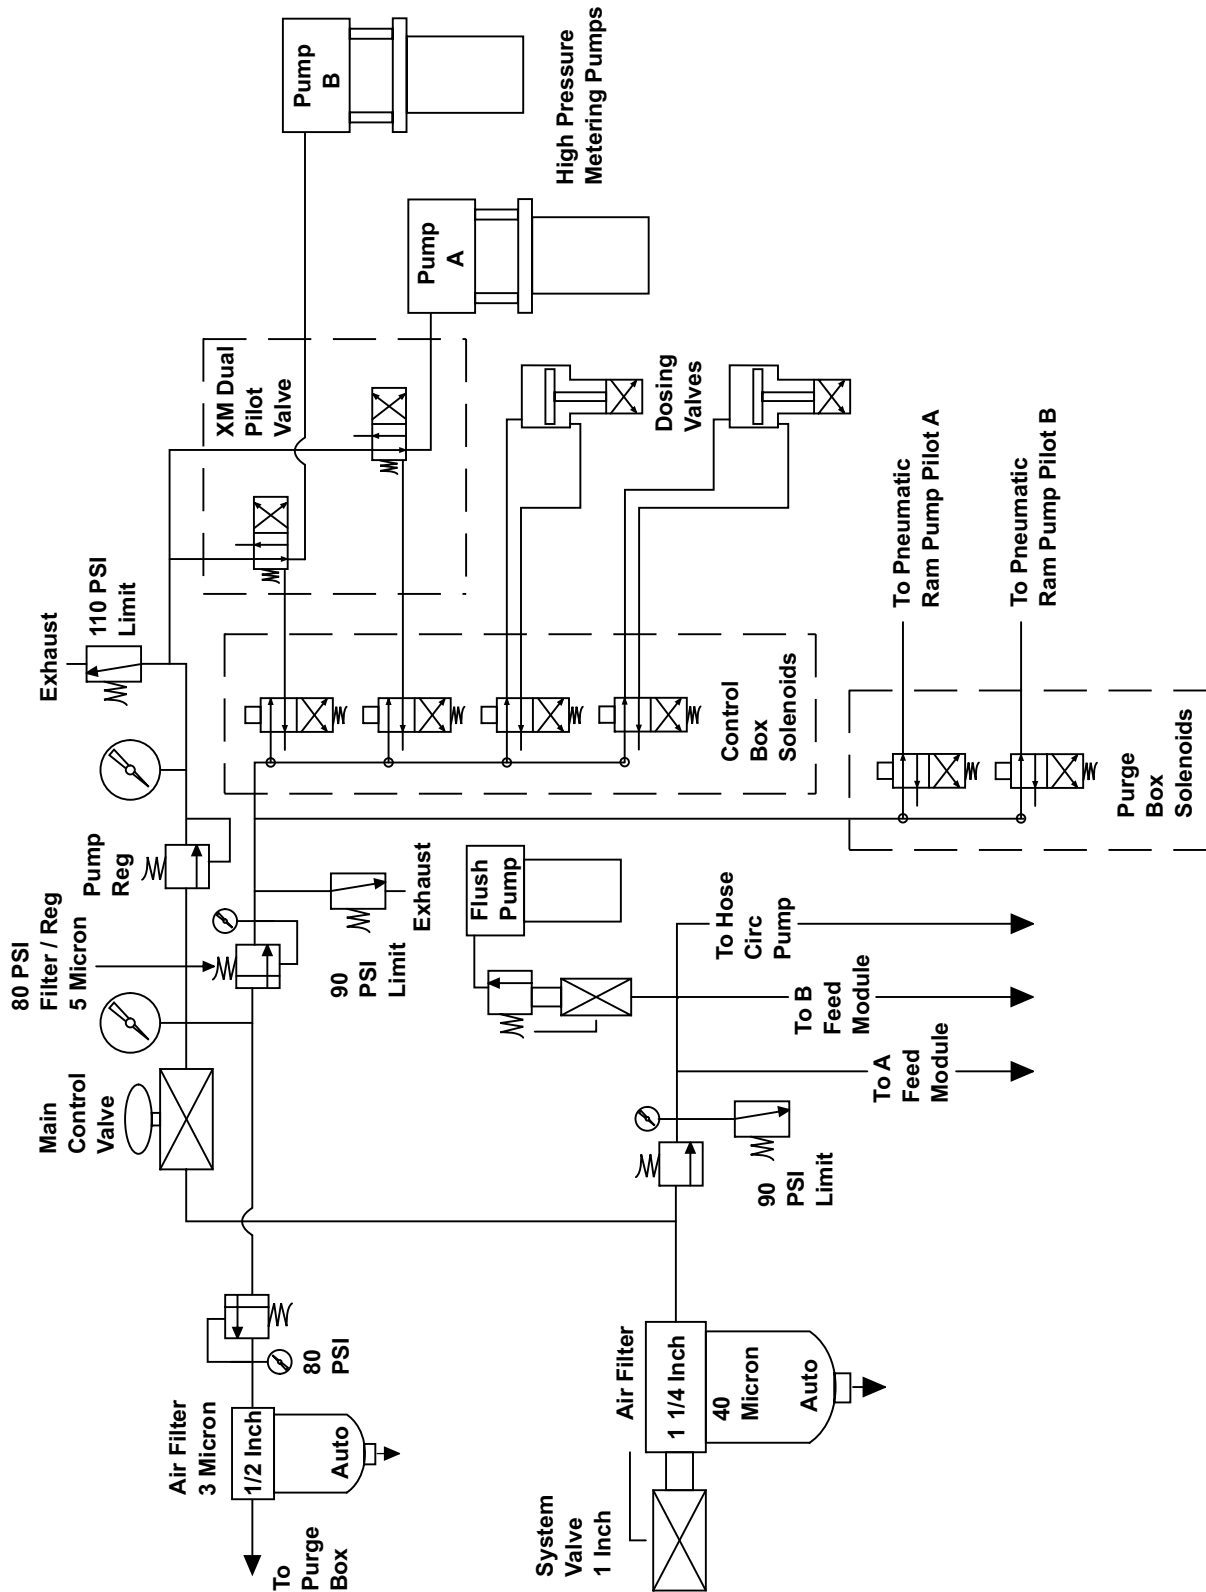 Pump
B
High Pressure
Metering Pumps
Pump
A
XM Dual
Pilot
Valve
Dosing
Valves
To Pneumatic
Ram Pump Pilot A
To Pneumatic
Ram Pump Pilot B
Exhaust
110 PSI
Limit
Control
Box
Solenoids
Purge
Box
Solenoids
Pump
Reg
80 PSI
Filter / Reg
5 Micron
90
PSI
Limit
Exhaust
Flush
Pump
To Hose
Circ
Pump
To B
Feed
Module
To A
Feed
Module
Main
Control
Valve
90
PSI
Limit
80
PSI
Air Filter
3 Micron
1/2 Inch
Auto
To
Purge
Box
Air Filter
1 1/4 Inch
40
Micron
Auto
System
Valve
1 Inch